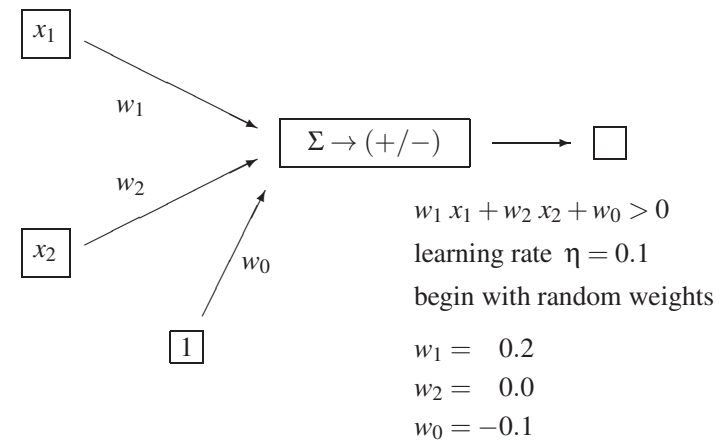 x₁
w₁
Σ → (+/−)
w₂
w₁ x₁ + w₂ x₂ + w₀ > 0
x₂
learning rate η = 0.1
w₀
begin with random weights
1
w₁ = 0.2
w₂ = 0.0
w₀ = −0.1